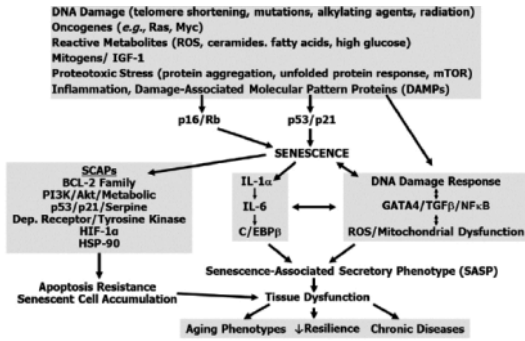 DNA Damage (telomere shortening, mutations, alkylating agents, radiation)
Oncogenes (e.g., Ras, Myc)
Reactive Metabolites (ROS, ceramides. fatty acids, high glucose)
Mitogens/ IGF-1
Proteotoxic Stress (protein aggregation, unfolded protein response, mTOR)
Inflammation, Damage-Associated Molecular Pattern Proteins (DAMPs)
p16/Rb
p53/p21
SENESCENCE
SCAPs
BCL-2 Family
PI3K/Akt/Metabolic
p53/p21/Serpine
Dep. Receptor/Tyrosine Kinase
HIF-1α
HSP-90
IL-1α
IL-6
C/EBPβ
DNA Damage Response
GATA4/TGFβ/NFκB
ROS/Mitochondrial Dysfunction
Senescence-Associated Secretory Phenotype (SASP)
Apoptosis Resistance
Senescent Cell Accumulation
Tissue Dysfunction
Aging Phenotypes ↓Resilience Chronic Diseases